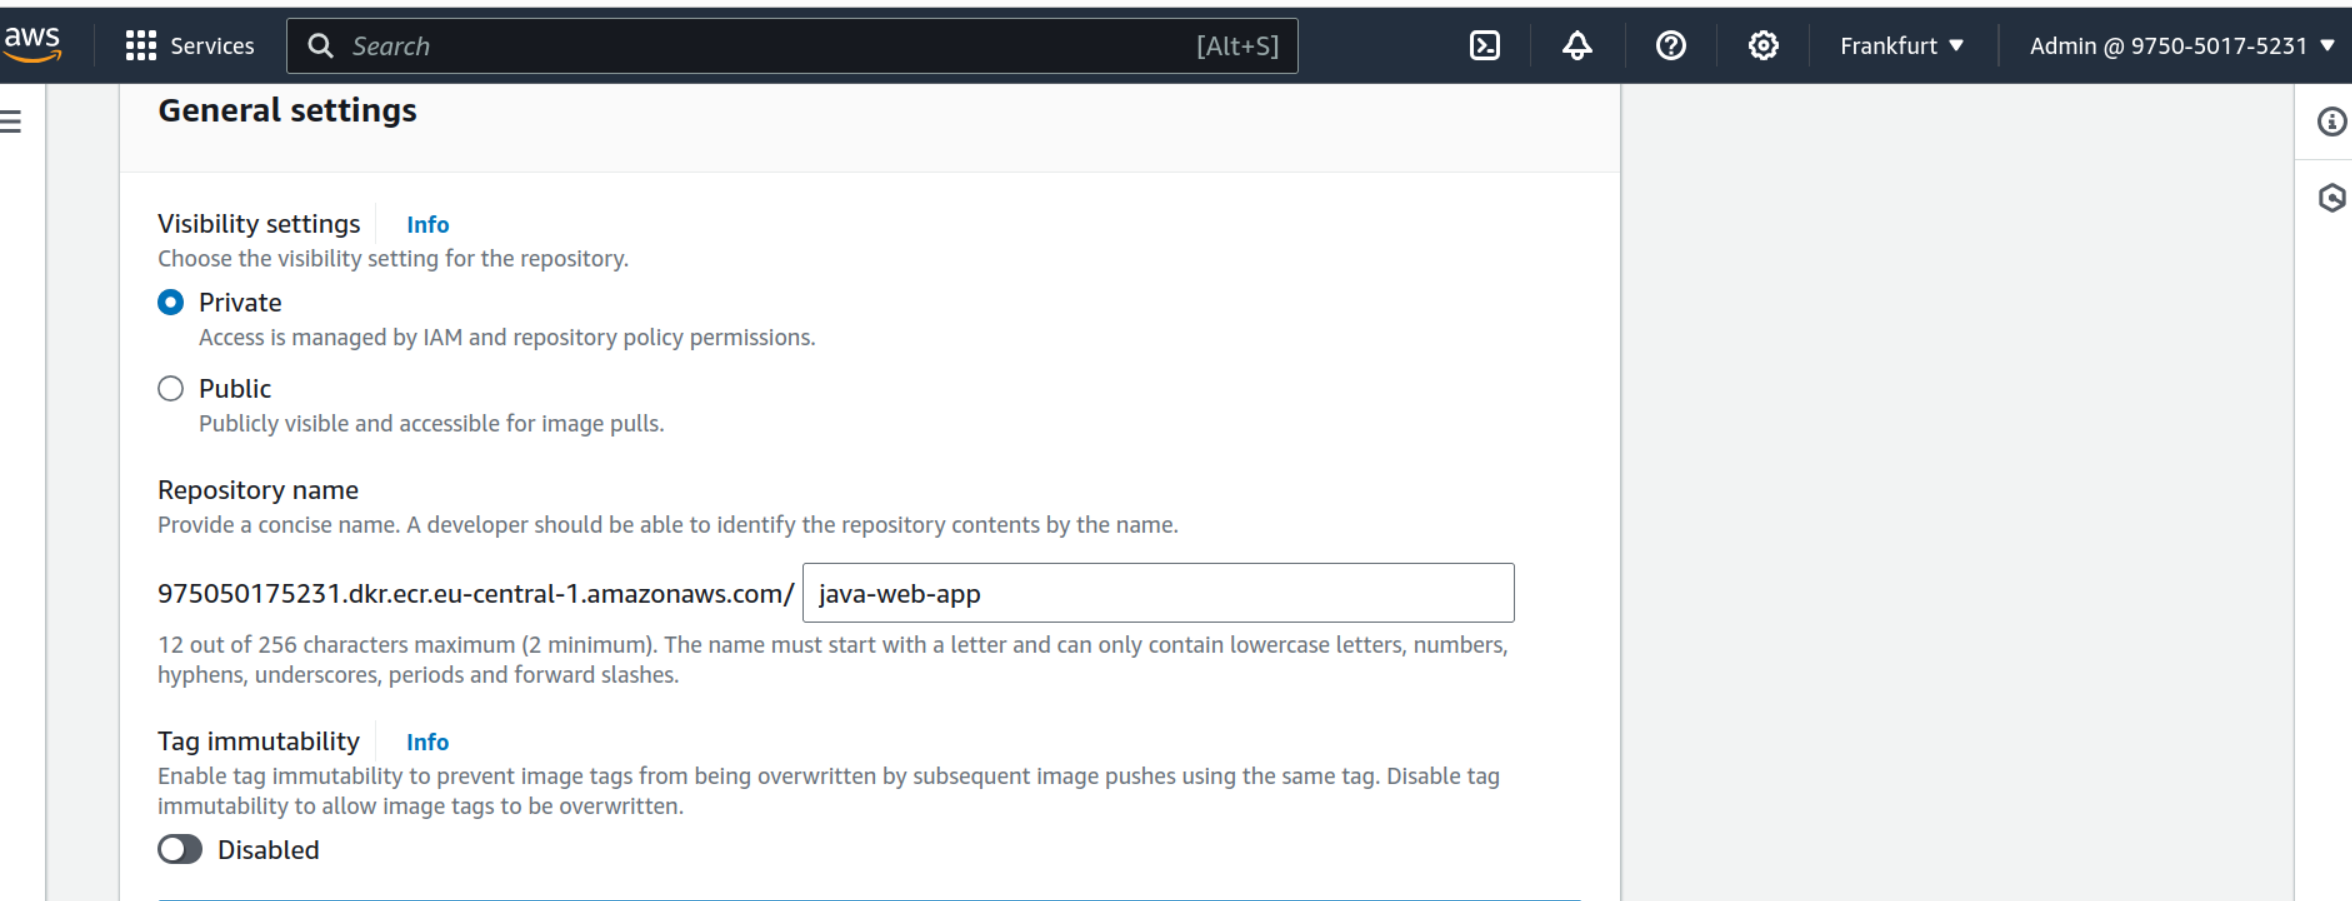 aws Services Search [Alt+S] Frankfurt Admin @ 9750-5017-5231
General settings
Visibility settings Info
Choose the visibility setting for the repository.
Private
Access is managed by IAM and repository policy permissions.
Public
Publicly visible and accessible for image pulls.
Repository name
Provide a concise name. A developer should be able to identify the repository contents by the name.
975050175231.dkr.ecr.eu-central-1.amazonaws.com/ java-web-app
12 out of 256 characters maximum (2 minimum). The name must start with a letter and can only contain lowercase letters, numbers,
hyphens, underscores, periods and forward slashes.
Tag immutability Info
Enable tag immutability to prevent image tags from being overwritten by subsequent image pushes using the same tag. Disable tag
immutability to allow image tags to be overwritten.
Disabled